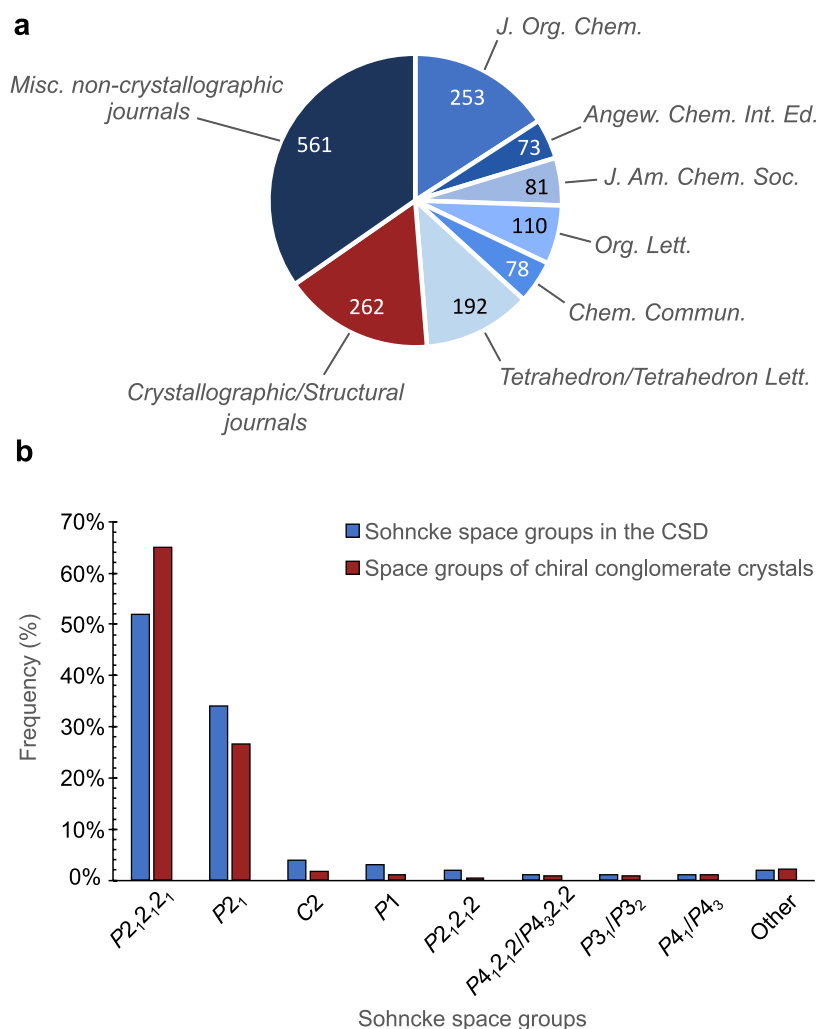 a
J. Org. Chem.
Misc. non-crystallographic
journals
253
Angew. Chem. Int. Ed.
561
73
J. Am. Chem. Soc.
81
110
Org. Lett.
78
262
192
Chem. Commun.
Crystallographic/Structural
journals
Tetrahedron/Tetrahedron Lett.
b
70%
Sohncke space groups in the CSD
Space groups of chiral conglomerate crystals
60%
50%
40%
30%
20%
10%
0%
Frequency (%)
P2₁2₁2₁
P2₁
C2
P1
P2₁2₁2
P4₁2₁2/P4₃2₁2
P3₁/P3₂
P4₁/P4₃
Other
Sohncke space groups